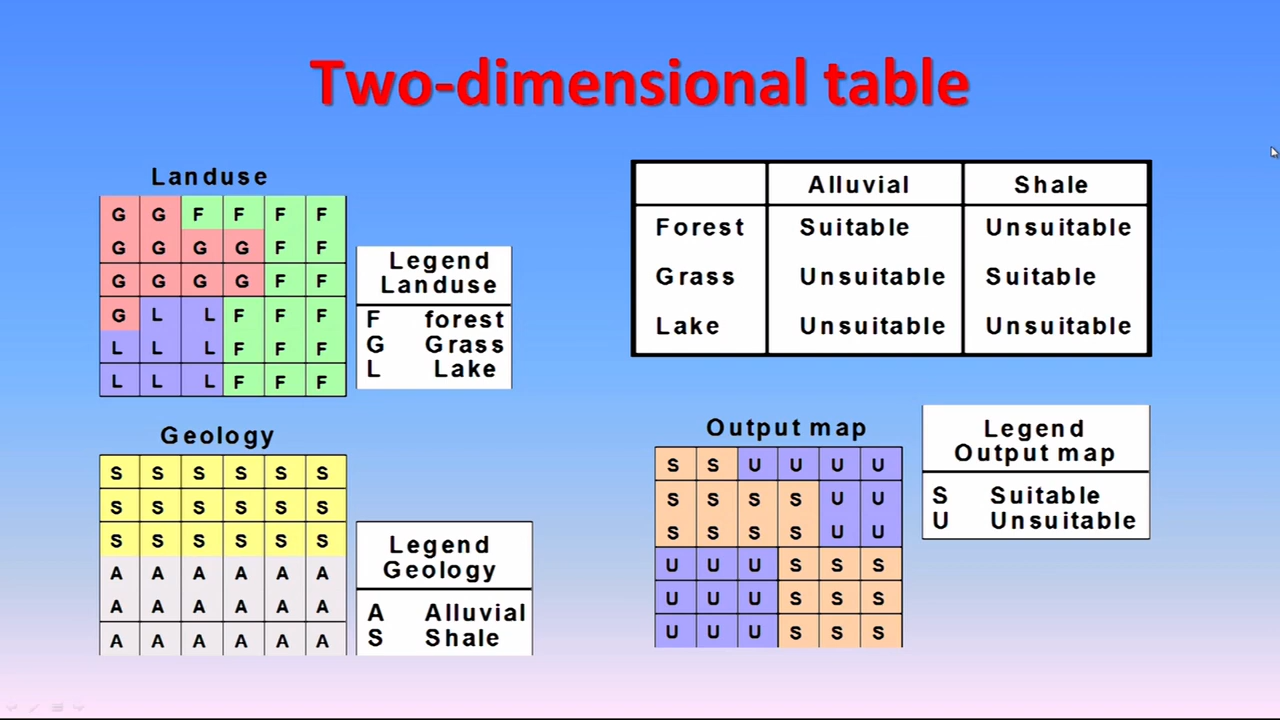 Two-dimensional table
Landuse
G G F F F F
G G G G F F
G G G G F F
G L L F F F
L L L F F F
L L L F F F
Legend
Landuse
F forest
G Grass
L Lake
Geology
S S S S S S
S S S S S S
S S S S S S
A A A A A A
A A A A A A
A A A A A A
Legend
Geology
A Alluvial
S Shale
Alluvial Shale
Forest Suitable Unsuitable
Grass Unsuitable Suitable
Lake Unsuitable Unsuitable
Output map
S S U U U U
S S S S U U
S S S S U U
U U U S S S
U U U S S S
U U U S S S
Legend
Output map
S Suitable
U Unsuitable